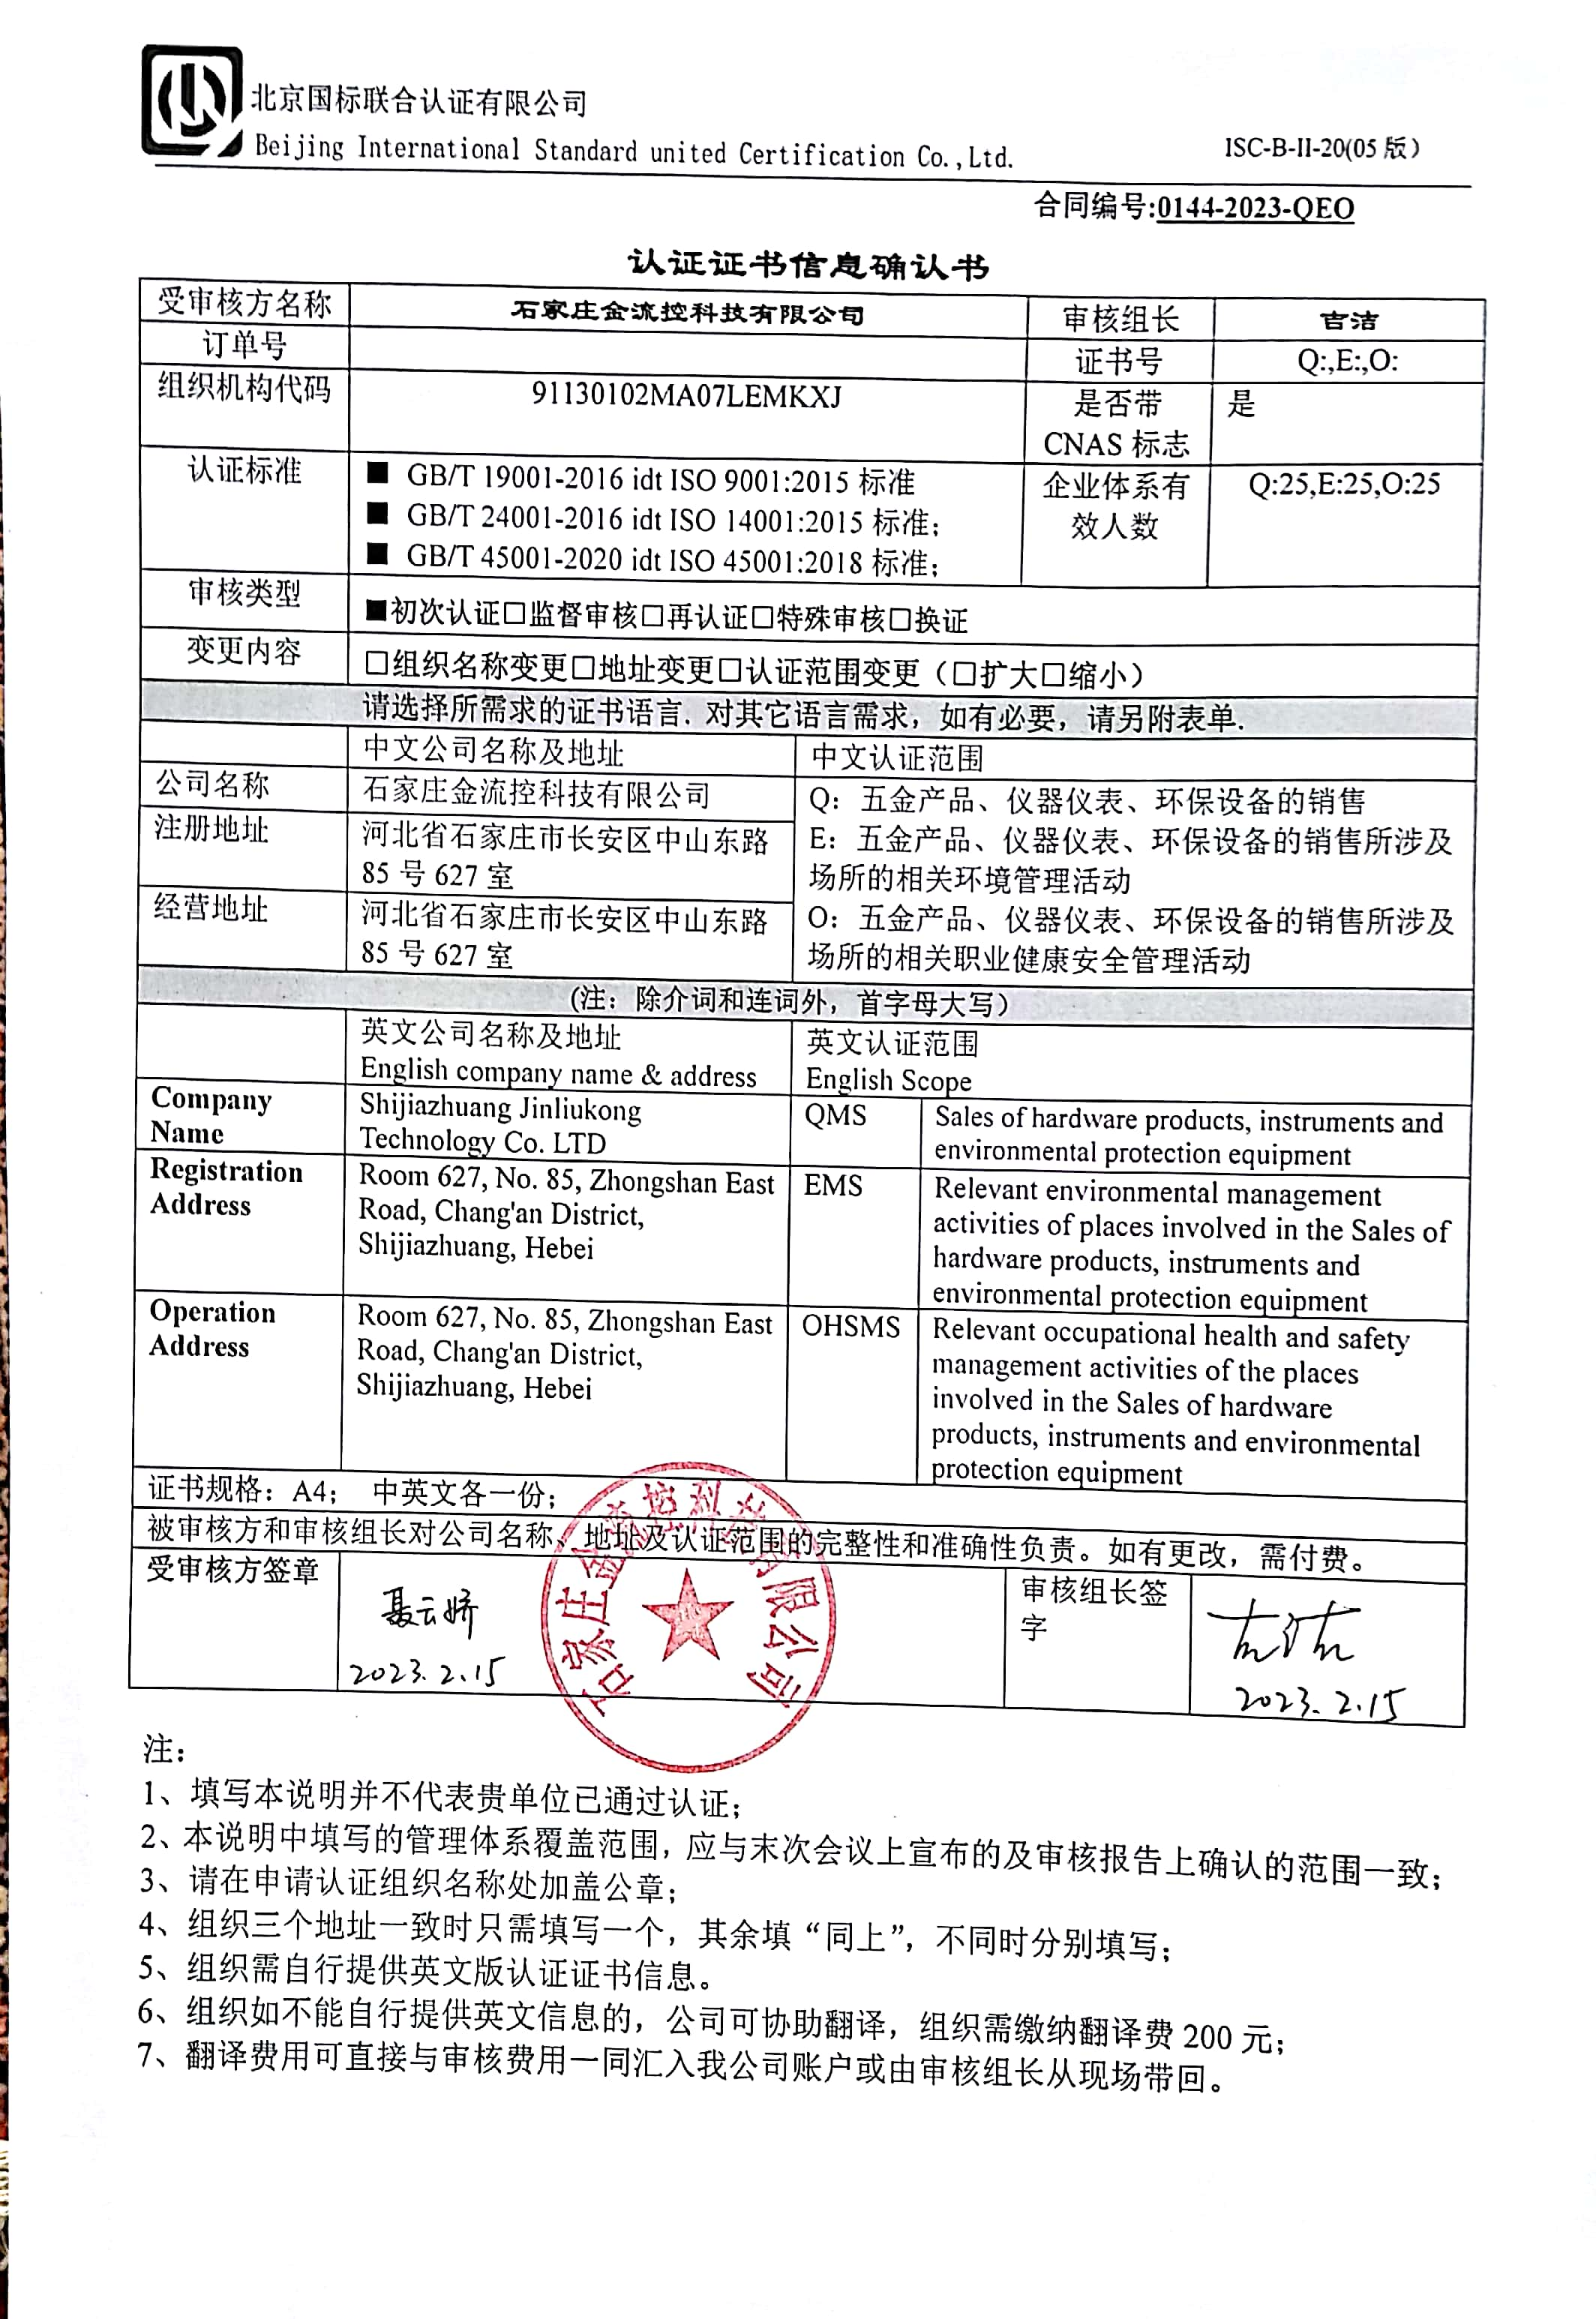 北京国标联合认证有限公司
Beijing International Standard united Certification Co.,Ltd.
ISC-B-II-20(05 版）
合同编号:0144-2023-QEO
认证证书信息确认书
受审核方名称 石家庄金流控科技有限公司 审核组长 吉洁
订单号 证书号 Q:,E:,O:
组织机构代码 91130102MA07LEMKXJ 是否带 是
CNAS 标志
认证标准 ■ GB/T 19001-2016 idt ISO 9001:2015 标准 企业体系有 Q:25,E:25,O:25
■ GB/T 24001-2016 idt ISO 14001:2015 标准； 效人数
■ GB/T 45001-2020 idt ISO 45001:2018 标准；
审核类型 ■初次认证□监督审核□再认证□特殊审核□换证
变更内容 □组织名称变更□地址变更□认证范围变更（□扩大□缩小）
请选择所需求的证书语言. 对其它语言需求，如有必要，请另附表单.
中文公司名称及地址 中文认证范围
公司名称 石家庄金流控科技有限公司
注册地址 河北省石家庄市长安区中山东路
85 号 627 室
经营地址 河北省石家庄市长安区中山东路
85 号 627 室
Q：五金产品、仪器仪表、环保设备的销售
E：五金产品、仪器仪表、环保设备的销售所涉及
场所的相关环境管理活动
O：五金产品、仪器仪表、环保设备的销售所涉及
场所的相关职业健康安全管理活动
(注：除介词和连词外，首字母大写）
英文公司名称及地址 英文认证范围
English company name & address English Scope
Company
Name
Shijiazhuang Jinliukong
Technology Co. LTD
QMS
Sales of hardware products, instruments and
environmental protection equipment
Registration
Address
Room 627, No. 85, Zhongshan East
Road, Chang'an District,
Shijiazhuang, Hebei
EMS
Relevant environmental management
activities of places involved in the Sales of
hardware products, instruments and
environmental protection equipment
Operation
Address
Room 627, No. 85, Zhongshan East
Road, Chang'an District,
Shijiazhuang, Hebei
OHSMS
Relevant occupational health and safety
management activities of the places
involved in the Sales of hardware
products, instruments and environmental
protection equipment
证书规格：A4； 中英文各一份；
被审核方和审核组长对公司名称、地址及认证范围的完整性和准确性负责。如有更改，需付费。
受审核方签章
聂云娇
2023.2.15
石家庄金流控科技有限公司
审核组长签
字
吉洁
2023.2.15
注：
1、填写本说明并不代表贵单位已通过认证；
2、本说明中填写的管理体系覆盖范围，应与末次会议上宣布的及审核报告上确认的范围一致；
3、请在申请认证组织名称处加盖公章；
4、组织三个地址一致时只需填写一个，其余填“同上”，不同时分别填写；
5、组织需自行提供英文版认证证书信息。
6、组织如不能自行提供英文信息的，公司可协助翻译，组织需缴纳翻译费 200 元；
7、翻译费用可直接与审核费用一同汇入我公司账户或由审核组长从现场带回。